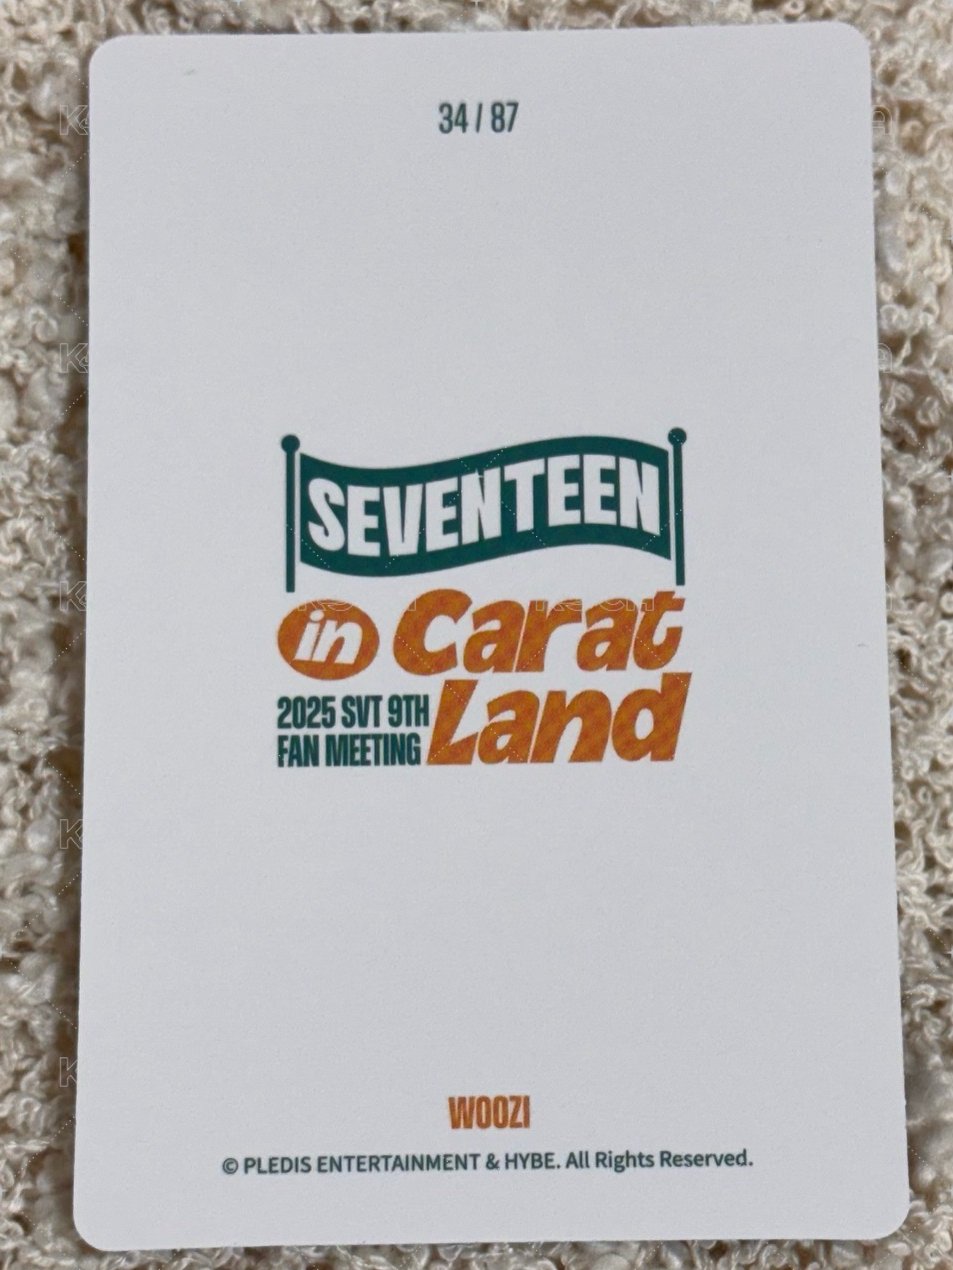 34 / 87
SEVENTEEN
in Carat
2025 SVT 9TH
FAN MEETING
Land
WOOZI
© PLEDIS ENTERTAINMENT & HYBE. All Rights Reserved.